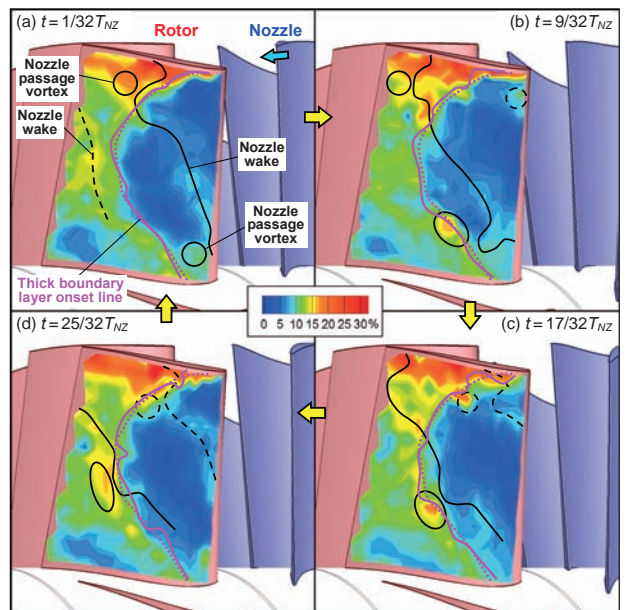 (a) t = 1/32T_NZ
Rotor
Nozzle
(b) t = 9/32T_NZ
Nozzle
passage
vortex
Nozzle
wake
Nozzle
wake
Nozzle
passage
vortex
Thick boundary
layer onset line
0 5 10 15 20 25 30%
(d) t = 25/32T_NZ
(c) t = 17/32T_NZ